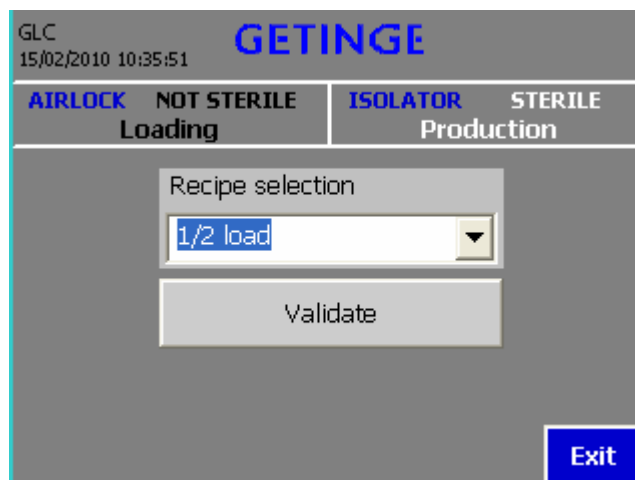 GLC
15/02/2010 10:35:51
GETINGE
AIRLOCK NOT STERILE
Loading
ISOLATOR STERILE
Production
Recipe selection
1/2 load
Validate
Exit